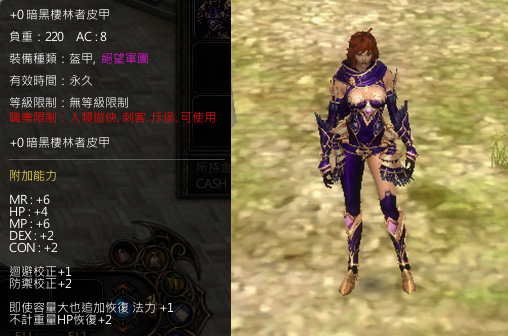 +0 暗黑棲林者皮甲
負重：220 AC : 8
裝備種類：盔甲, 絕望軍團
有效時間：永久
等級限制：無等級限制
職業限制：人類遊俠. 刺客. 斥侯. 可使用
+0 暗黑棲林者皮甲
附加能力
MR : +6
HP : +4
MP : +6
DEX : +2
CON : +2
迴避校正+1
防禦校正+2
即使容量大也追加恢復 法力 +1
不計重量HP恢復+2
所持金
CASH